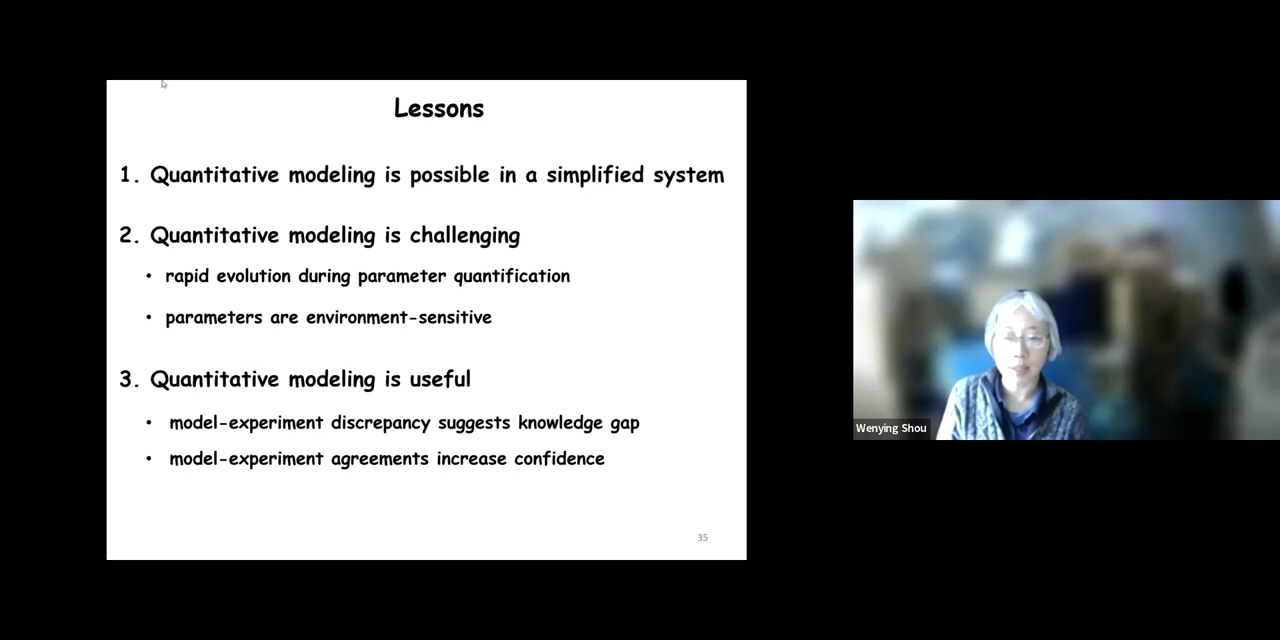 Lessons
1. Quantitative modeling is possible in a simplified system
2. Quantitative modeling is challenging
• rapid evolution during parameter quantification
• parameters are environment-sensitive
3. Quantitative modeling is useful
• model-experiment discrepancy suggests knowledge gap
• model-experiment agreements increase confidence
35
Wenying Shou